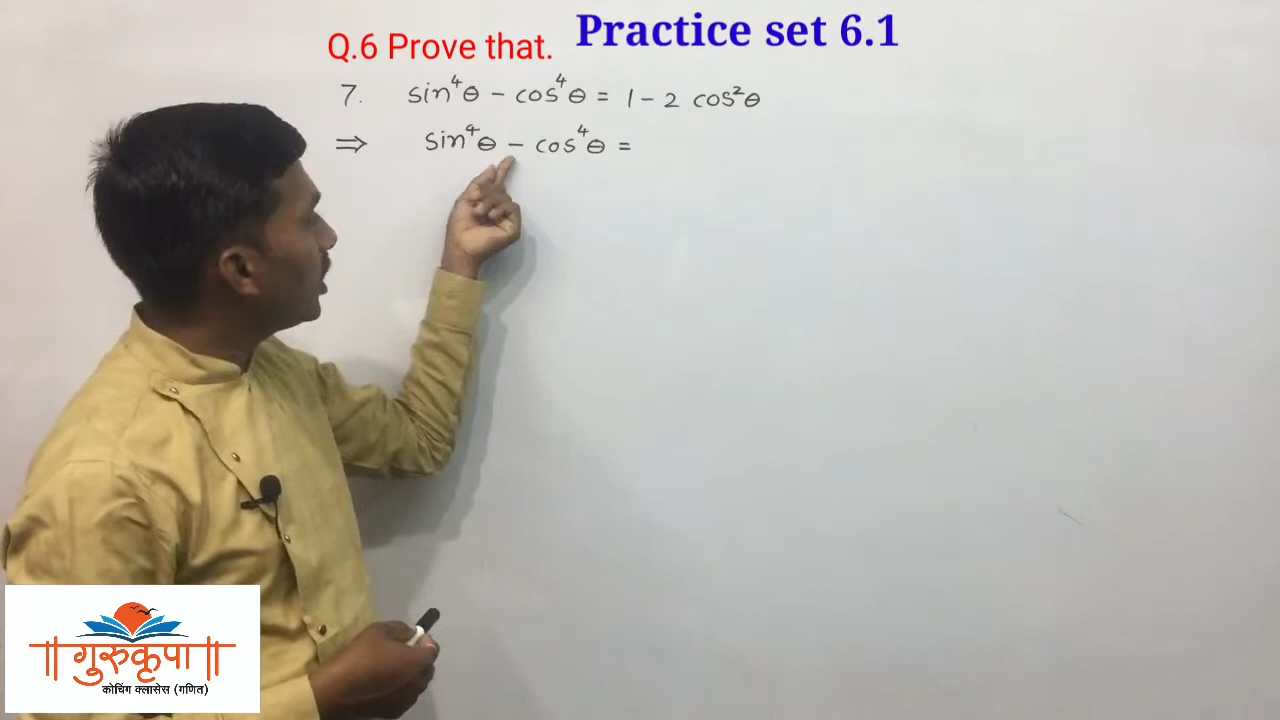 Practice set 6.1
Q.6 Prove that.
7. sin⁴θ − cos⁴θ = 1 − 2 cos²θ
⇒ sin⁴θ − cos⁴θ =
॥ गुरुकृपा ॥
कोचिंग क्लासेस (गणित)